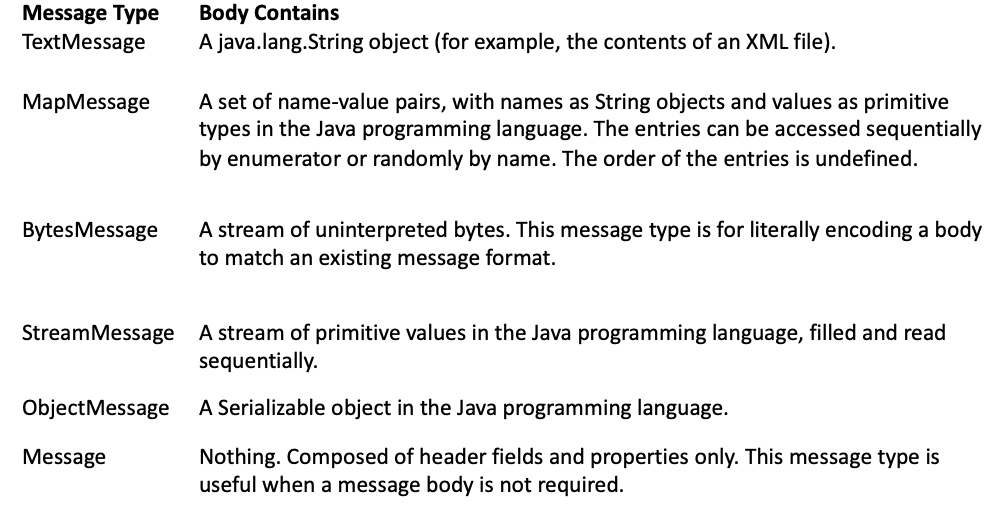 Message Type Body Contains
TextMessage A java.lang.String object (for example, the contents of an XML file).
MapMessage A set of name-value pairs, with names as String objects and values as primitive
types in the Java programming language. The entries can be accessed sequentially
by enumerator or randomly by name. The order of the entries is undefined.
BytesMessage A stream of uninterpreted bytes. This message type is for literally encoding a body
to match an existing message format.
StreamMessage A stream of primitive values in the Java programming language, filled and read
sequentially.
ObjectMessage A Serializable object in the Java programming language.
Message Nothing. Composed of header fields and properties only. This message type is
useful when a message body is not required.